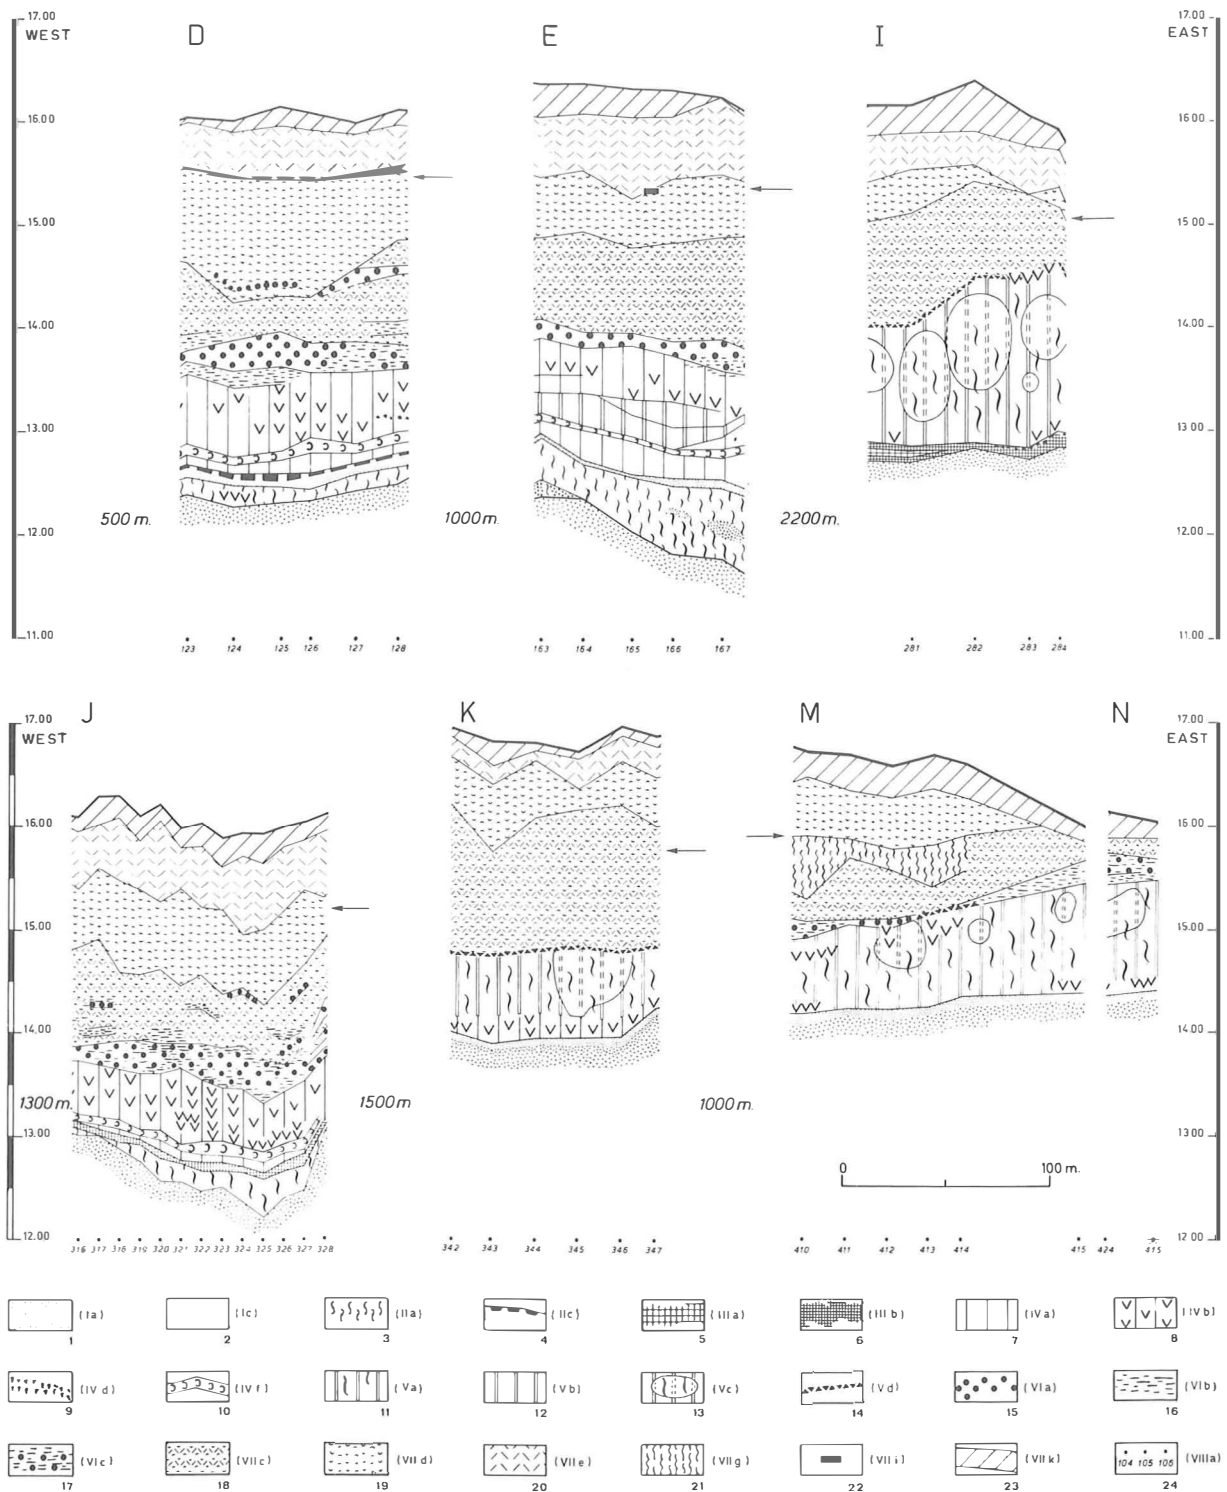 17.00
WEST
D
E
I
17.00
EAST
16.00
16.00
15.00
15.00
14.00
14.00
13.00
13.00
12.00
500 m.
1000 m.
2200 m.
12.00
11.00
11.00
123 124 125 126 127 128
163 164 165 166 167
281 282 283 284
17.00
WEST
J
K
M
N
17.00
EAST
16.00
16.00
15.00
15.00
14.00
14.00
1300 m.
1500 m.
1000 m.
13.00
13.00
0 100 m.
12.00
12.00
316 317 318 319 320 321 322 323 324 325 326 327 328
342 343 344 345 346 347
410 411 412 413 414 415 424 415
(Ia) (Ic) (IIa) (IIc) (IIIa) (IIIb) (IVa) (IVb)
1 2 3 4 5 6 7 8
(IVd) (IVf) (Va) (Vb) (Vc) (Vd) (VIa) (VIb)
9 10 11 12 13 14 15 16
(VIc) (VIIc) (VIId) (VIIe) (VIIg) (VIIi) (VIIk) 104 105 106 (VIIIa)
17 18 19 20 21 22 23 24